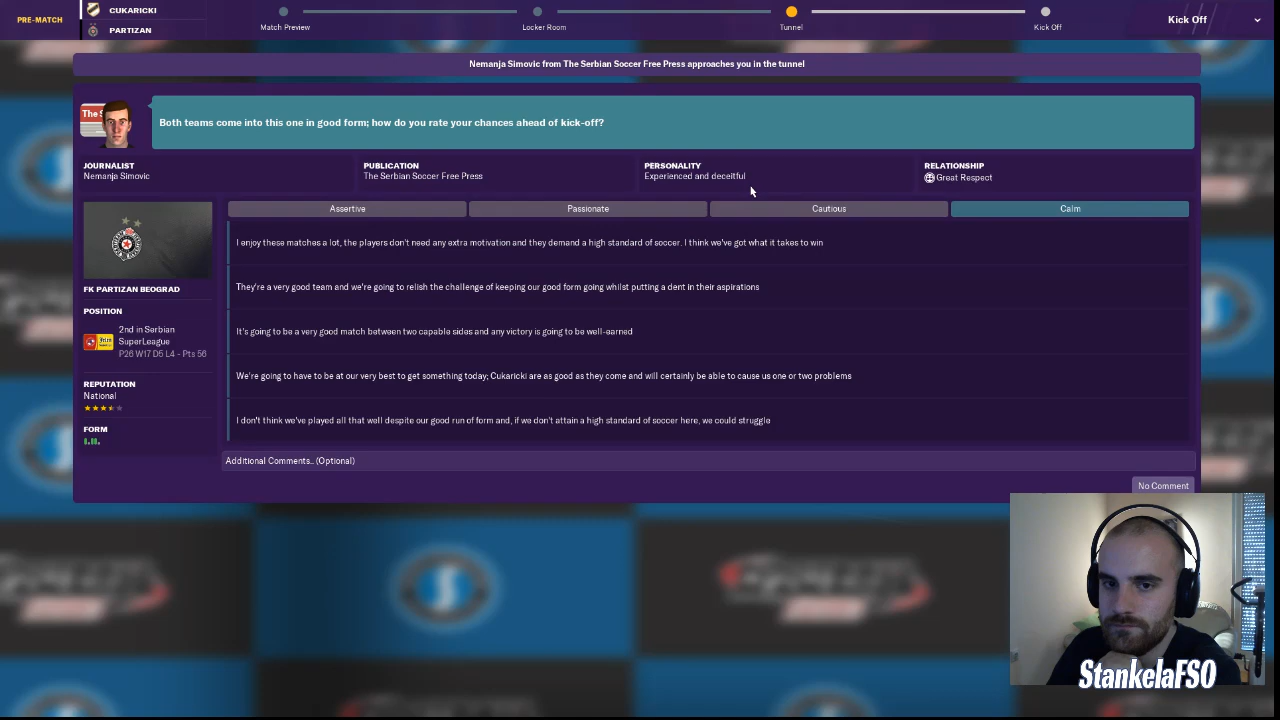 PRE-MATCH
CUKARICKI
PARTIZAN
Match Preview
Locker Room
Tunnel
Kick Off
Kick Off
Nemanja Simovic from The Serbian Soccer Free Press approaches you in the tunnel
The S
Both teams come into this one in good form; how do you rate your chances ahead of kick-off?
JOURNALIST
Nemanja Simovic
PUBLICATION
The Serbian Soccer Free Press
PERSONALITY
Experienced and deceitful
RELATIONSHIP
Great Respect
Assertive
Passionate
Cautious
Calm
I enjoy these matches a lot, the players don't need any extra motivation and they demand a high standard of soccer. I think we've got what it takes to win
They're a very good team and we're going to relish the challenge of keeping our good form going whilst putting a dent in their aspirations
It's going to be a very good match between two capable sides and any victory is going to be well-earned
We're going to have to be at our very best to get something today; Cukaricki are as good as they come and will certainly be able to cause us one or two problems
I don't think we've played all that well despite our good run of form and, if we don't attain a high standard of soccer here, we could struggle
FK PARTIZAN BEOGRAD
POSITION
2nd in Serbian
SuperLeague
P26 W17 D5 L4 - Pts 56
REPUTATION
National
FORM
Additional Comments.. (Optional)
No Comment
StankelaFSO